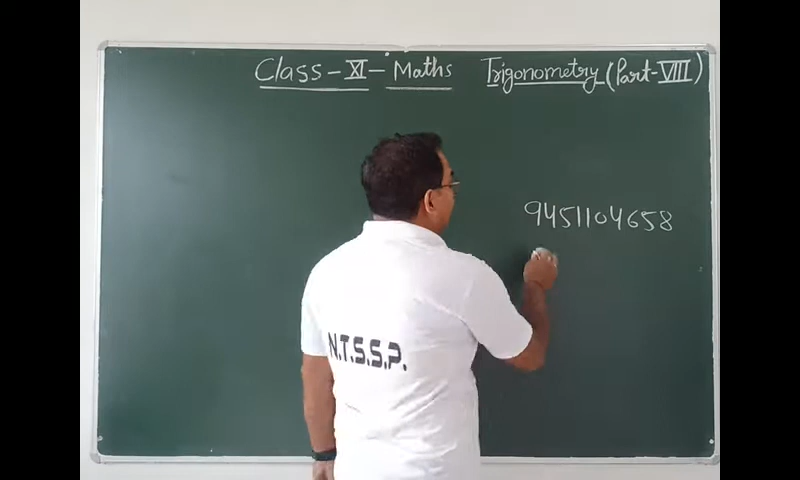 Class - XI - Maths Trigonometry (Part-VIII)
9451104658
N.T.S.S.P.